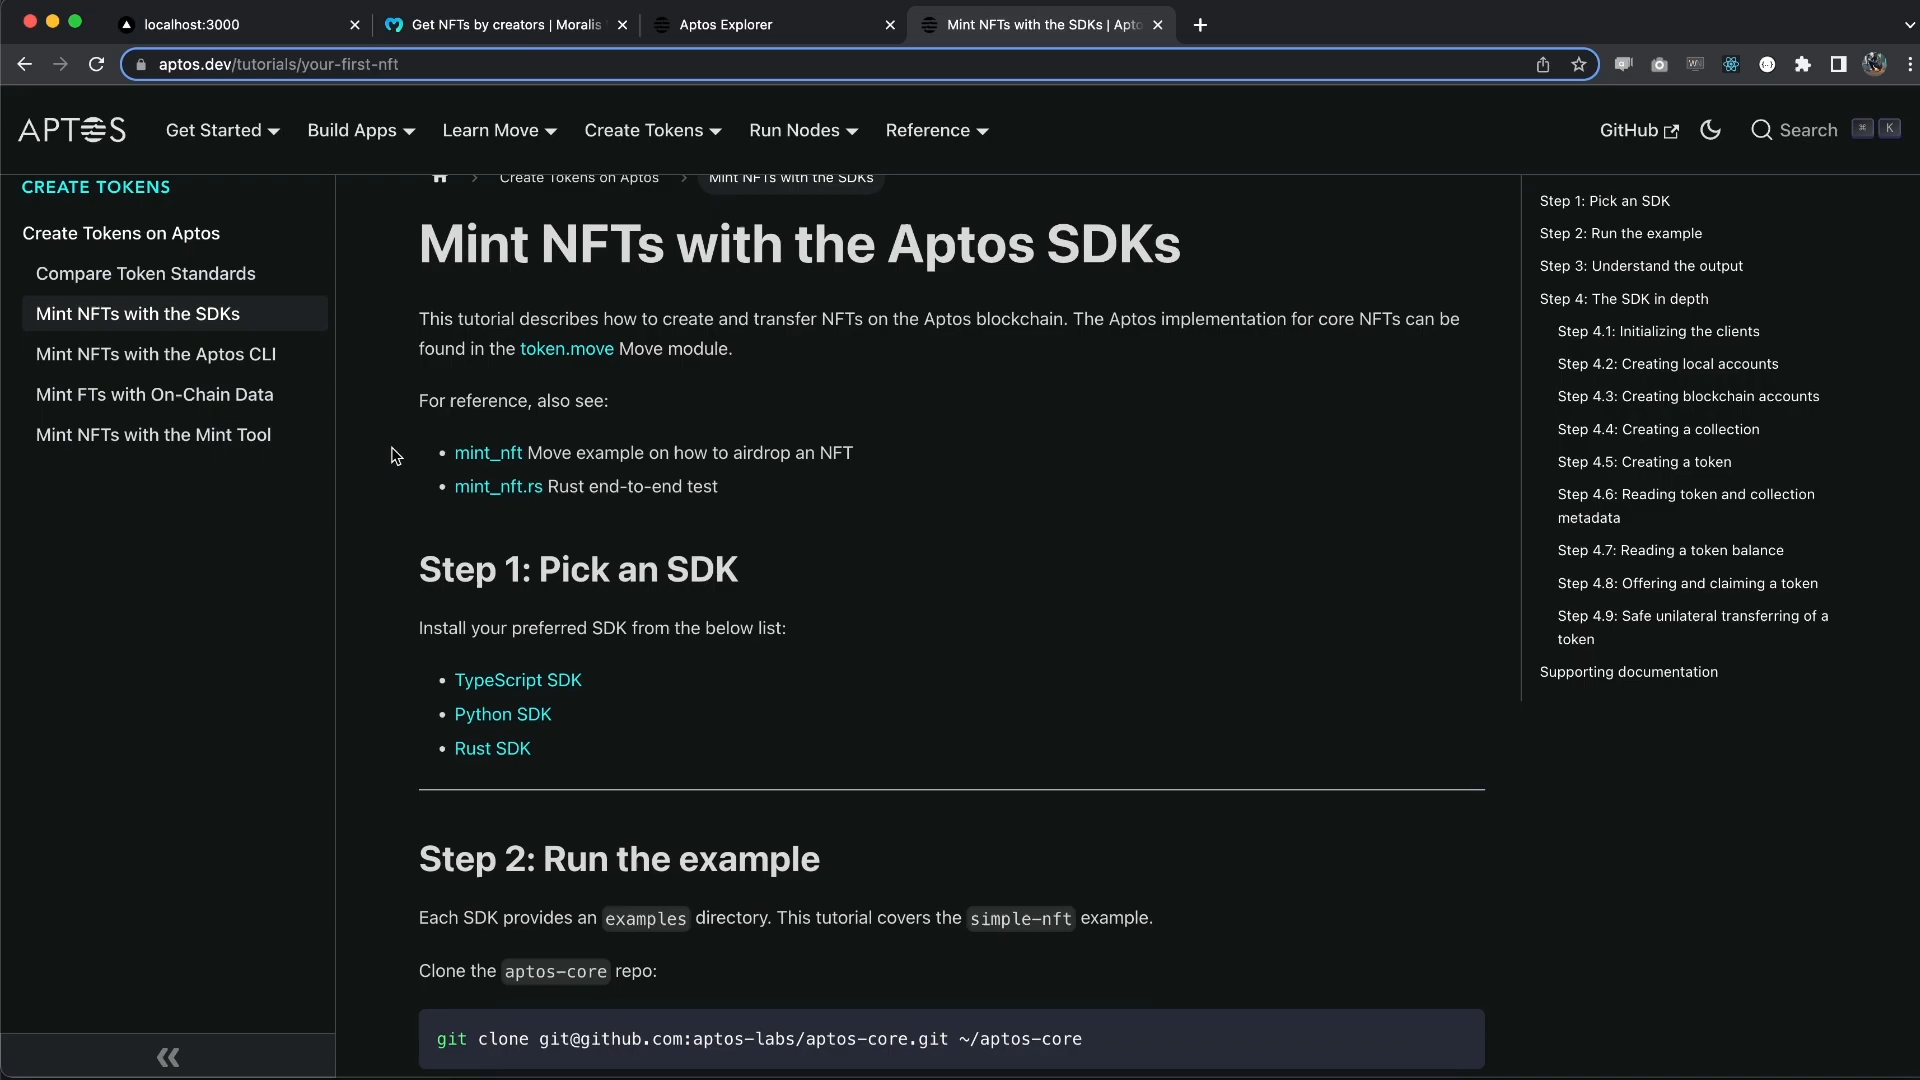 localhost:3000
Get NFTs by creators | Moralis
Aptos Explorer
Mint NFTs with the SDKs | Apto
aptos.dev/tutorials/your-first-nft
APTOS
Get Started
Build Apps
Learn Move
Create Tokens
Run Nodes
Reference
GitHub
Search
⌘ K
CREATE TOKENS
Create Tokens on Aptos
Compare Token Standards
Mint NFTs with the SDKs
Mint NFTs with the Aptos CLI
Mint FTs with On-Chain Data
Mint NFTs with the Mint Tool
Create Tokens on Aptos
Mint NFTs with the SDKs
Mint NFTs with the Aptos SDKs
This tutorial describes how to create and transfer NFTs on the Aptos blockchain. The Aptos implementation for core NFTs can be
found in the token.move Move module.
For reference, also see:
• mint_nft Move example on how to airdrop an NFT
• mint_nft.rs Rust end-to-end test
Step 1: Pick an SDK
Install your preferred SDK from the below list:
• TypeScript SDK
• Python SDK
• Rust SDK
Step 2: Run the example
Each SDK provides an examples directory. This tutorial covers the simple-nft example.
Clone the aptos-core repo:
git clone git@github.com:aptos-labs/aptos-core.git ~/aptos-core
Step 1: Pick an SDK
Step 2: Run the example
Step 3: Understand the output
Step 4: The SDK in depth
Step 4.1: Initializing the clients
Step 4.2: Creating local accounts
Step 4.3: Creating blockchain accounts
Step 4.4: Creating a collection
Step 4.5: Creating a token
Step 4.6: Reading token and collection
metadata
Step 4.7: Reading a token balance
Step 4.8: Offering and claiming a token
Step 4.9: Safe unilateral transferring of a
token
Supporting documentation